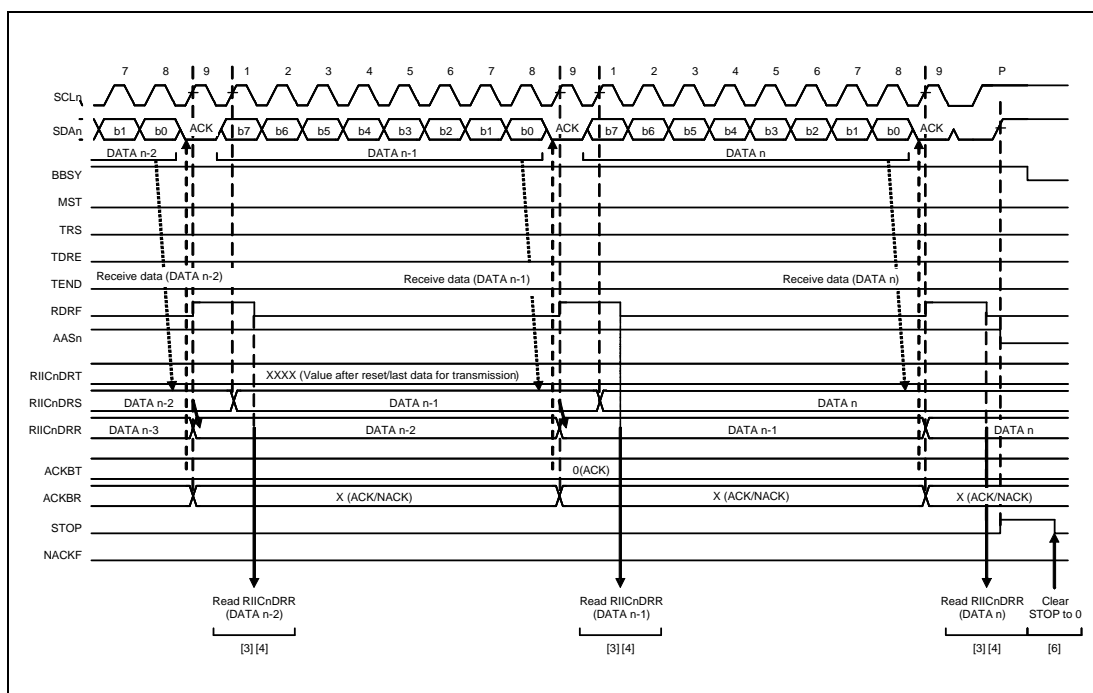 7 8 9 1 2 3 4 5 6 7 8 9 1 2 3 4 5 6 7 8 9 P
SCLn
SDAn b1 b0 ACK b7 b6 b5 b4 b3 b2 b1 b0 ACK b7 b6 b5 b4 b3 b2 b1 b0 ACK
DATA n-2 DATA n-1 DATA n
BBSY
MST
TRS
TDRE
Receive data (DATA n-2) Receive data (DATA n-1) Receive data (DATA n)
TEND
RDRF
AASn
RIICnDRT XXXX (Value after reset/last data for transmission)
RIICnDRS DATA n-2 DATA n-1 DATA n
RIICnDRR DATA n-3 DATA n-2 DATA n-1 DATA n
ACKBT 0(ACK)
ACKBR X (ACK/NACK) X (ACK/NACK) X (ACK/NACK)
STOP
NACKF
Read RIICnDRR Read RIICnDRR Read RIICnDRR Clear
(DATA n-2) (DATA n-1) (DATA n) STOP to 0
[3] [4] [3] [4] [3] [4] [6]